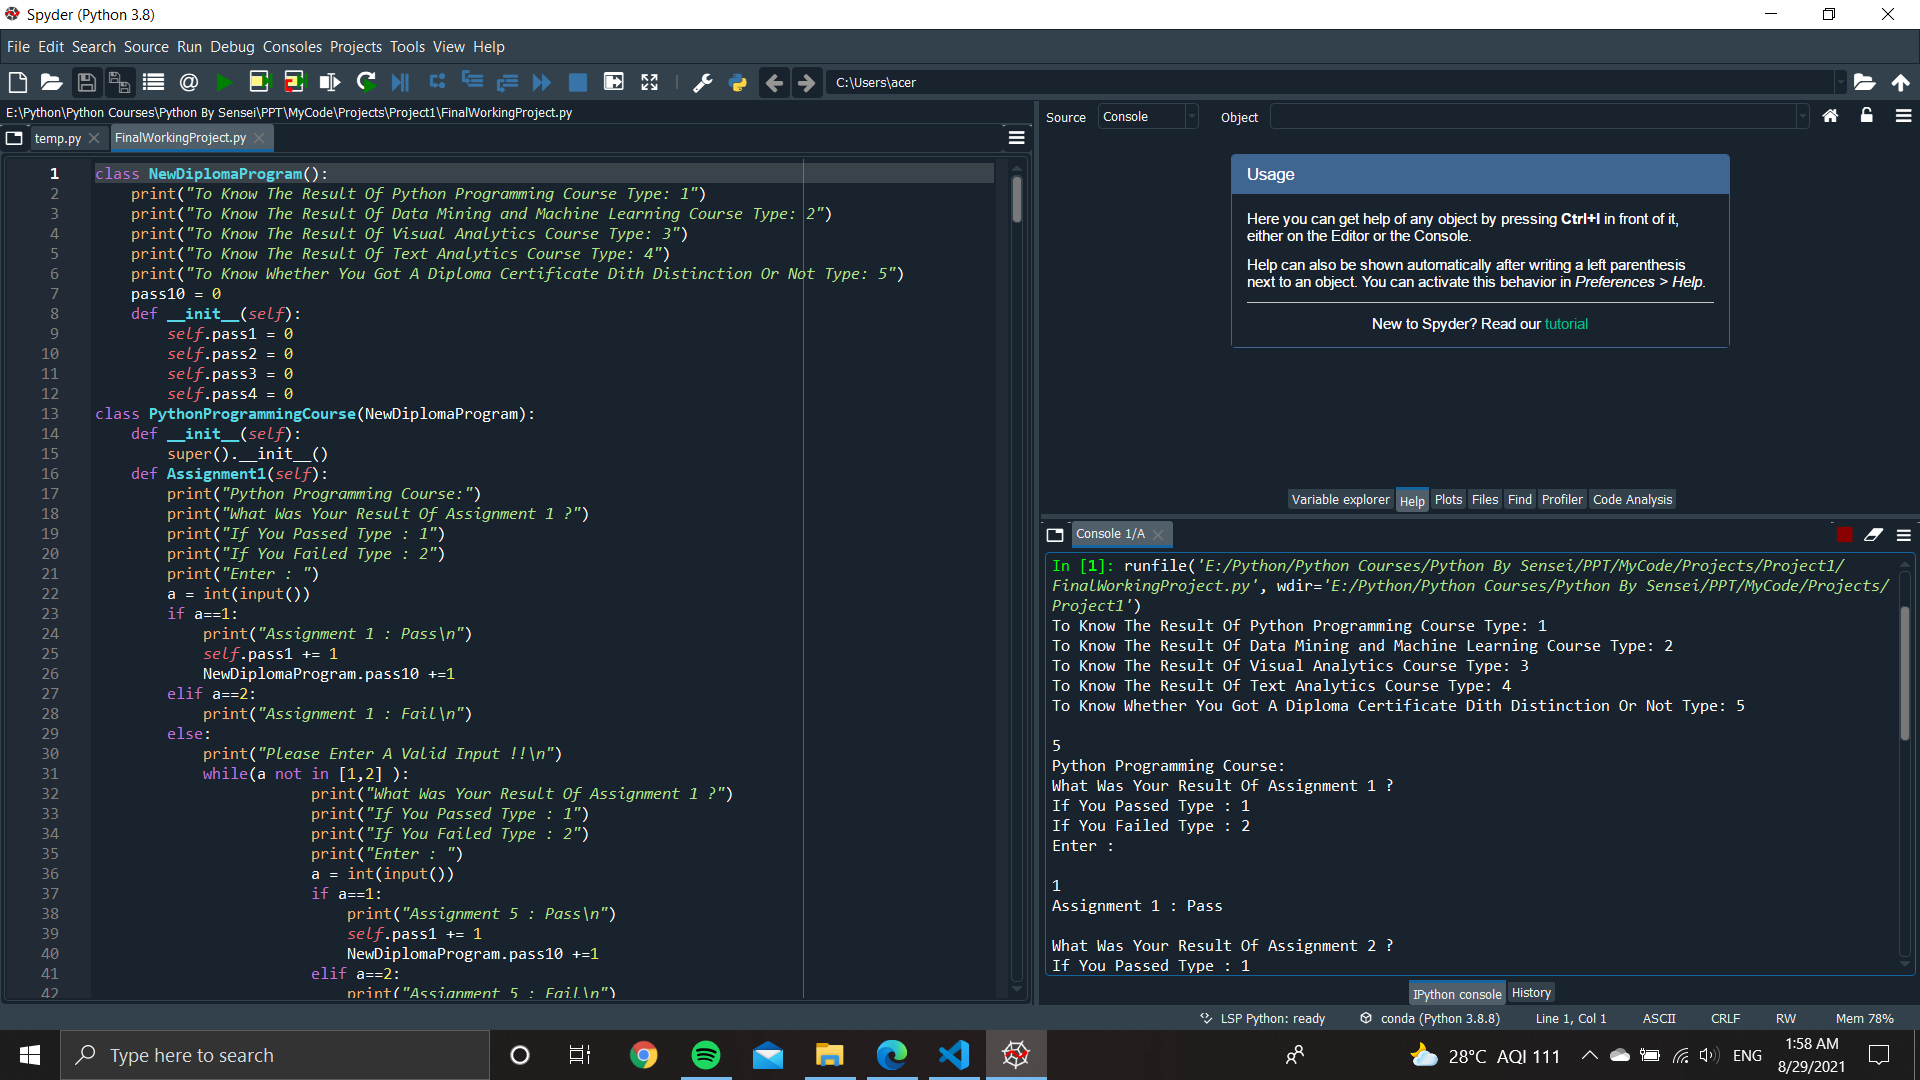 Spyder (Python 3.8)
File Edit Search Source Run Debug Consoles Projects Tools View Help
C:\Users\acer
E:\Python\Python Courses\Python By Sensei\PPT\MyCode\Projects\Project1\FinalWorkingProject.py
temp.py FinalWorkingProject.py
1 class NewDiplomaProgram():
2 print("To Know The Result Of Python Programming Course Type: 1")
3 print("To Know The Result Of Data Mining and Machine Learning Course Type: 2")
4 print("To Know The Result Of Visual Analytics Course Type: 3")
5 print("To Know The Result Of Text Analytics Course Type: 4")
6 print("To Know Whether You Got A Diploma Certificate Dith Distinction Or Not Type: 5")
7 pass10 = 0
8 def __init__(self):
9 self.pass1 = 0
10 self.pass2 = 0
11 self.pass3 = 0
12 self.pass4 = 0
13 class PythonProgrammingCourse(NewDiplomaProgram):
14 def __init__(self):
15 super().__init__()
16 def Assignment1(self):
17 print("Python Programming Course:")
18 print("What Was Your Result Of Assignment 1 ?")
19 print("If You Passed Type : 1")
20 print("If You Failed Type : 2")
21 print("Enter : ")
22 a = int(input())
23 if a==1:
24 print("Assignment 1 : Pass\n")
25 self.pass1 += 1
26 NewDiplomaProgram.pass10 +=1
27 elif a==2:
28 print("Assignment 1 : Fail\n")
29 else:
30 print("Please Enter A Valid Input !!\n")
31 while(a not in [1,2] ):
32 print("What Was Your Result Of Assignment 1 ?")
33 print("If You Passed Type : 1")
34 print("If You Failed Type : 2")
35 print("Enter : ")
36 a = int(input())
37 if a==1:
38 print("Assignment 5 : Pass\n")
39 self.pass1 += 1
40 NewDiplomaProgram.pass10 +=1
41 elif a==2:
42 print("Assignment 5 : Fail\n")
Source Console Object
Usage
Here you can get help of any object by pressing Ctrl+I in front of it,
either on the Editor or the Console.
Help can also be shown automatically after writing a left parenthesis
next to an object. You can activate this behavior in Preferences > Help.
New to Spyder? Read our tutorial
Variable explorer Help Plots Files Find Profiler Code Analysis
Console 1/A
In [1]: runfile('E:/Python/Python Courses/Python By Sensei/PPT/MyCode/Projects/Project1/
FinalWorkingProject.py', wdir='E:/Python/Python Courses/Python By Sensei/PPT/MyCode/Projects/
Project1')
To Know The Result Of Python Programming Course Type: 1
To Know The Result Of Data Mining and Machine Learning Course Type: 2
To Know The Result Of Visual Analytics Course Type: 3
To Know The Result Of Text Analytics Course Type: 4
To Know Whether You Got A Diploma Certificate Dith Distinction Or Not Type: 5
5
Python Programming Course:
What Was Your Result Of Assignment 1 ?
If You Passed Type : 1
If You Failed Type : 2
Enter :
1
Assignment 1 : Pass
What Was Your Result Of Assignment 2 ?
If You Passed Type : 1
IPython console History
LSP Python: ready conda (Python 3.8.8) Line 1, Col 1 ASCII CRLF RW Mem 78%
Type here to search
28°C AQI 111 ENG
1:58 AM
8/29/2021